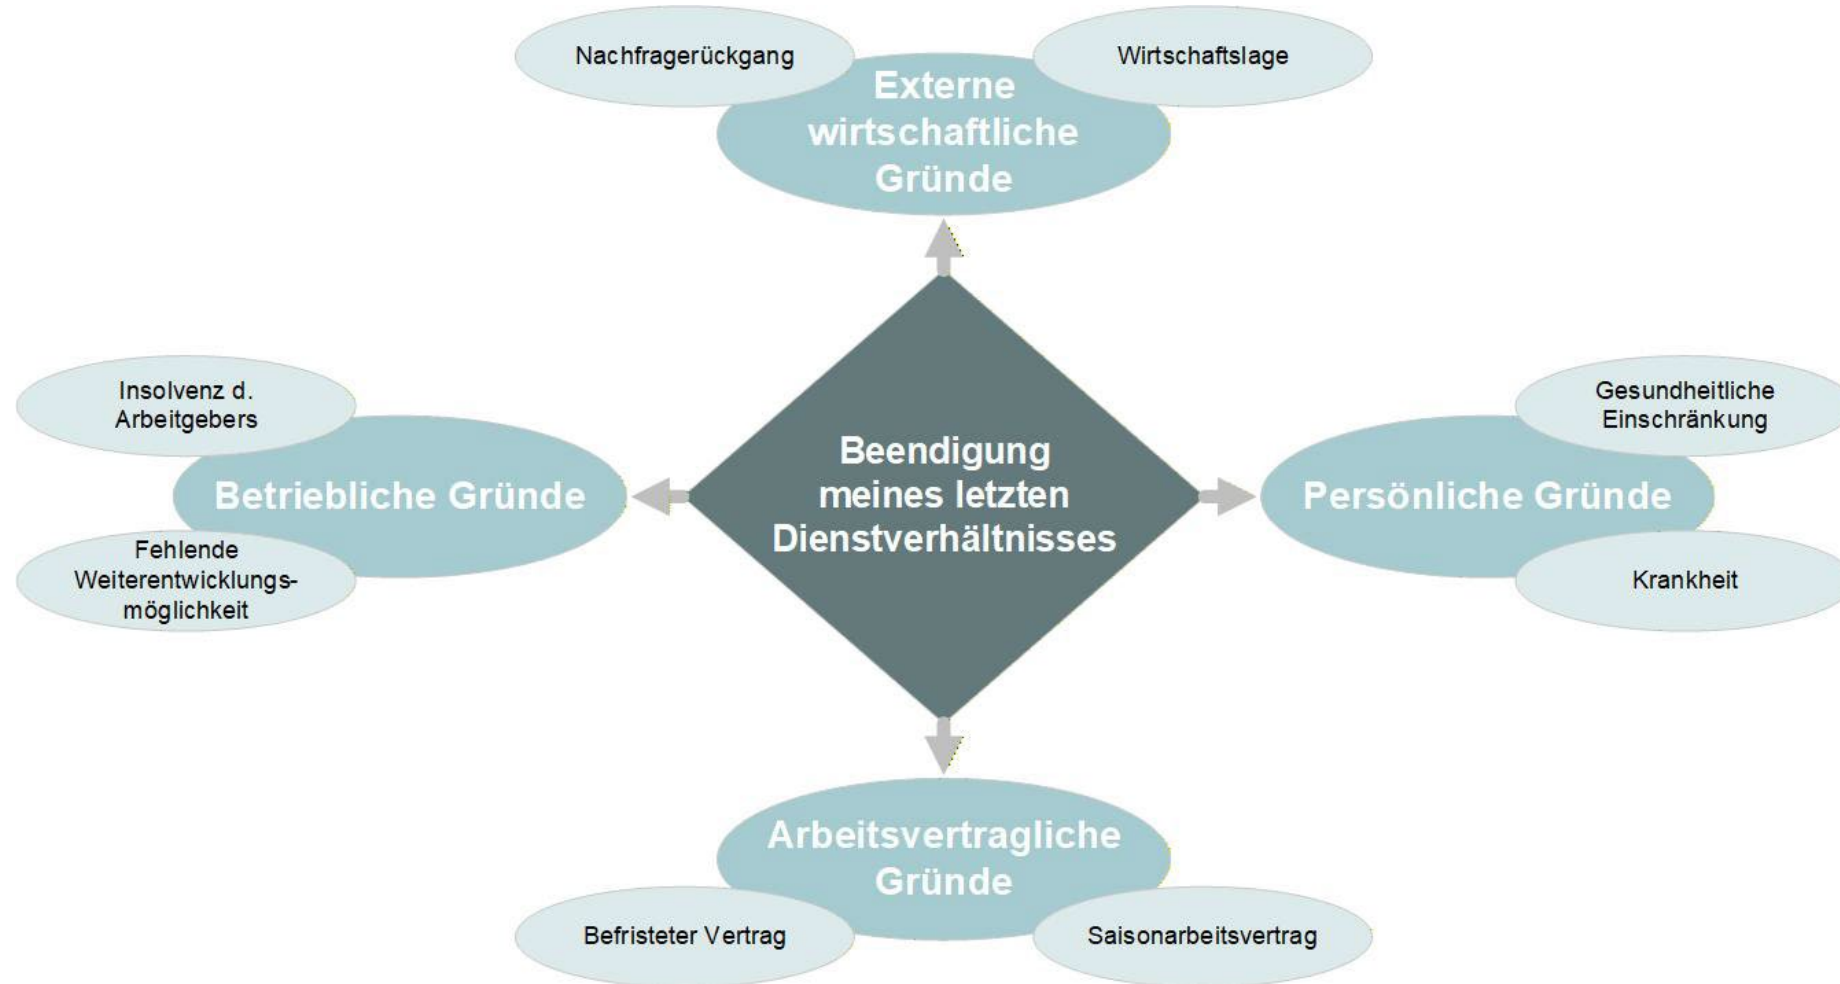 Nachfragerückgang
Wirtschaftslage
Externe
wirtschaftliche
Gründe
Insolvenz d.
Arbeitgebers
Betriebliche Gründe
Fehlende
Weiterentwicklungs-
möglichkeit
Beendigung
meines letzten
Dienstverhältnisses
Gesundheitliche
Einschränkung
Persönliche Gründe
Krankheit
Arbeitsvertragliche
Gründe
Befristeter Vertrag
Saisonarbeitsvertrag